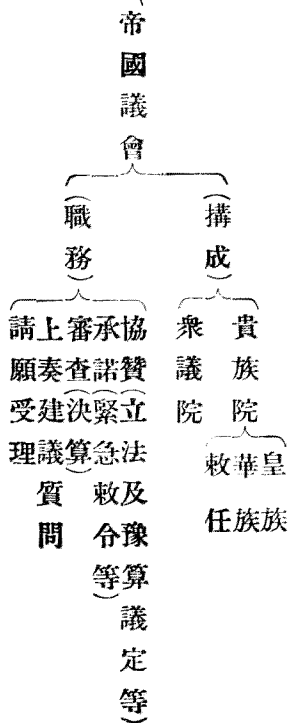 帝國議會
(構成)
貴族院
皇族
華族
敕任
衆議院
(職務)
協贊(立法及豫算議定等)
承諾(緊急敕令等)
審查(決算)
上奏建議質問
請願受理